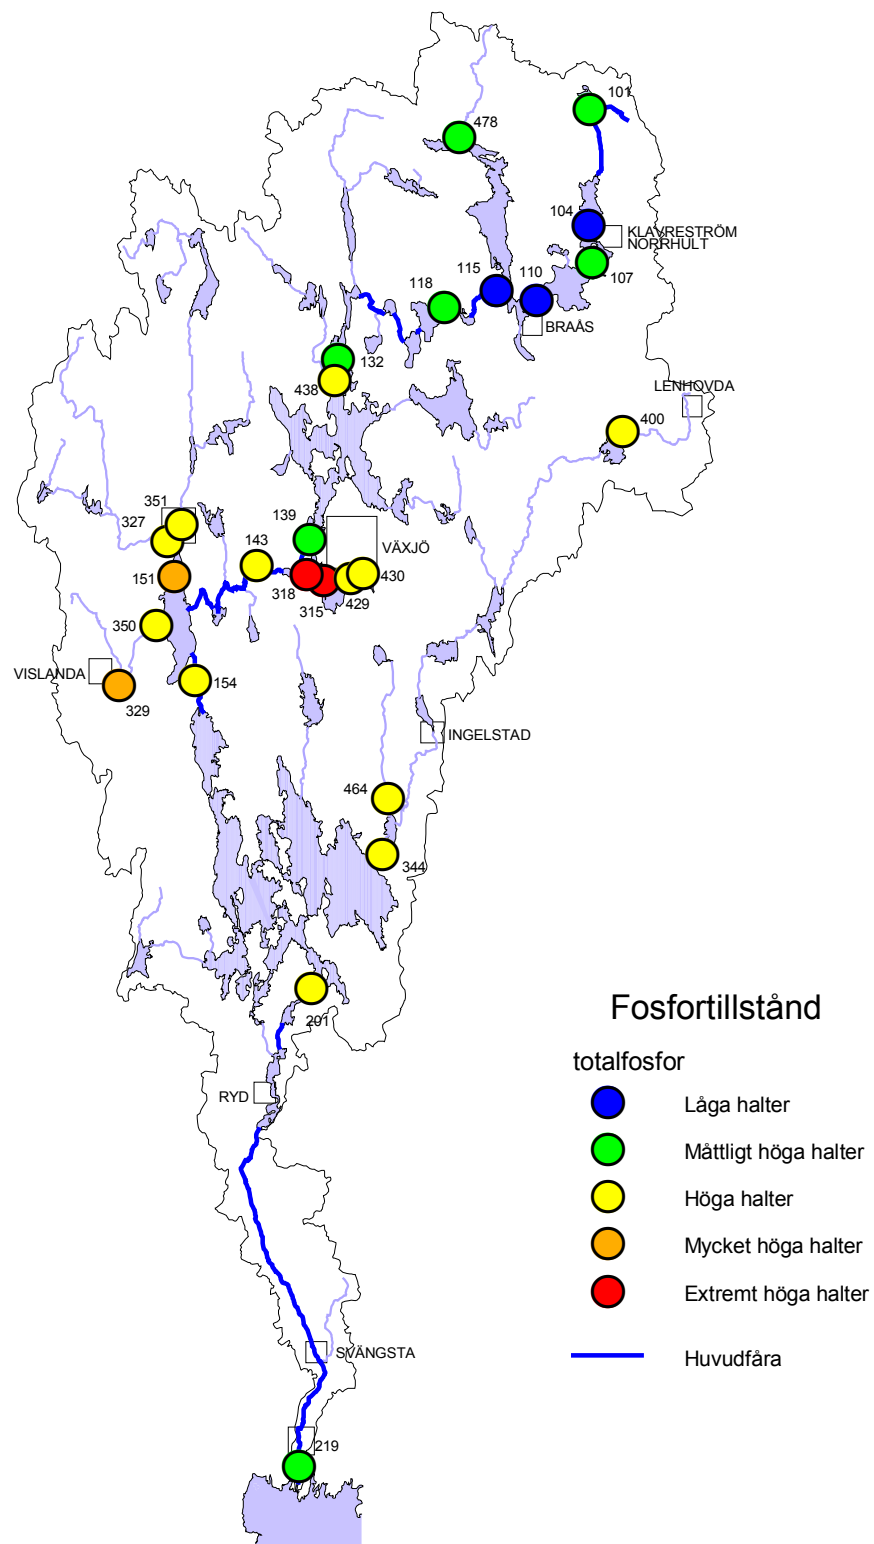 101
478
104
KLAVRESTRÖM
NORRHULT
115
110
107
118
BRAÅS
132
438
LENHOVDA
400
351
327
139
143
VÄXJÖ
430
151
318
315
429
350
VISLANDA
154
329
INGELSTAD
464
344
201
RYD
SVÄNGSTA
219
Fosfortillstånd
totalfosfor
Låga halter
Måttligt höga halter
Höga halter
Mycket höga halter
Extremt höga halter
Huvudfåra